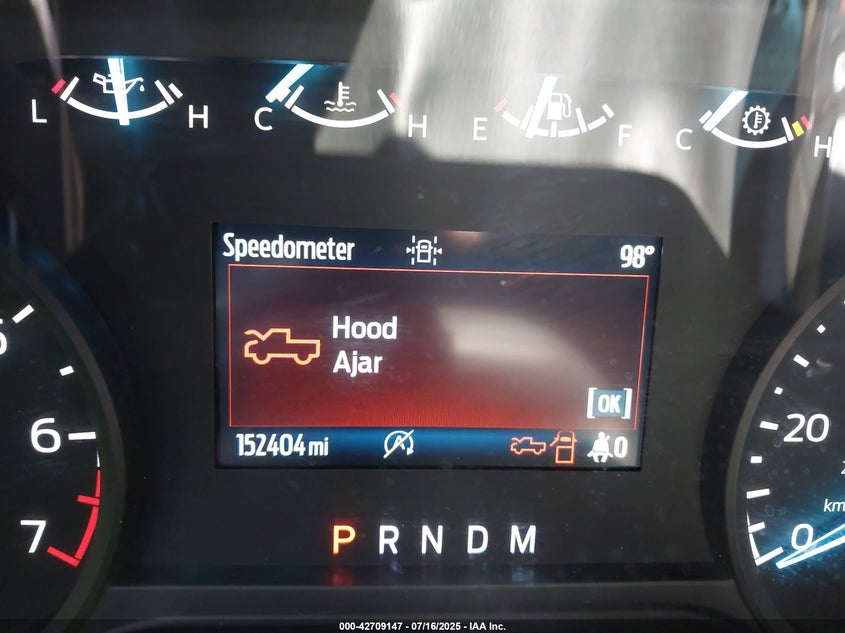 L H C H E F C H
Speedometer 98°
Hood
Ajar
[OK]
152404 mi 0
6
7
20
0
km
P R N D M
000-42709147 - 07/16/2025 - IAA Inc.